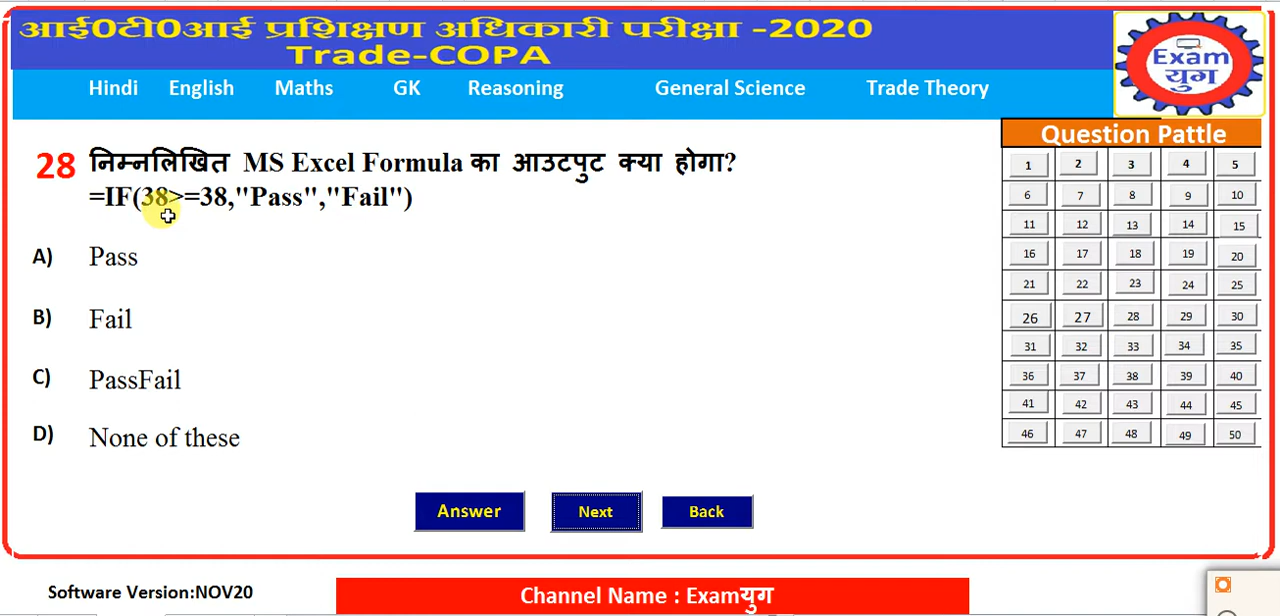 आई0टी0आई प्रशिक्षण अधिकारी परीक्षा -2020
Trade-COPA
Exam
युग
Hindi English Maths GK Reasoning General Science Trade Theory
Question Pattle
28 निम्नलिखित MS Excel Formula का आउटपुट क्या होगा?
=IF(38>=38,"Pass","Fail")
A) Pass
B) Fail
C) PassFail
D) None of these
1 2 3 4 5
6 7 8 9 10
11 12 13 14 15
16 17 18 19 20
21 22 23 24 25
26 27 28 29 30
31 32 33 34 35
36 37 38 39 40
41 42 43 44 45
46 47 48 49 50
Answer Next Back
Software Version:NOV20
Channel Name : Examयुग